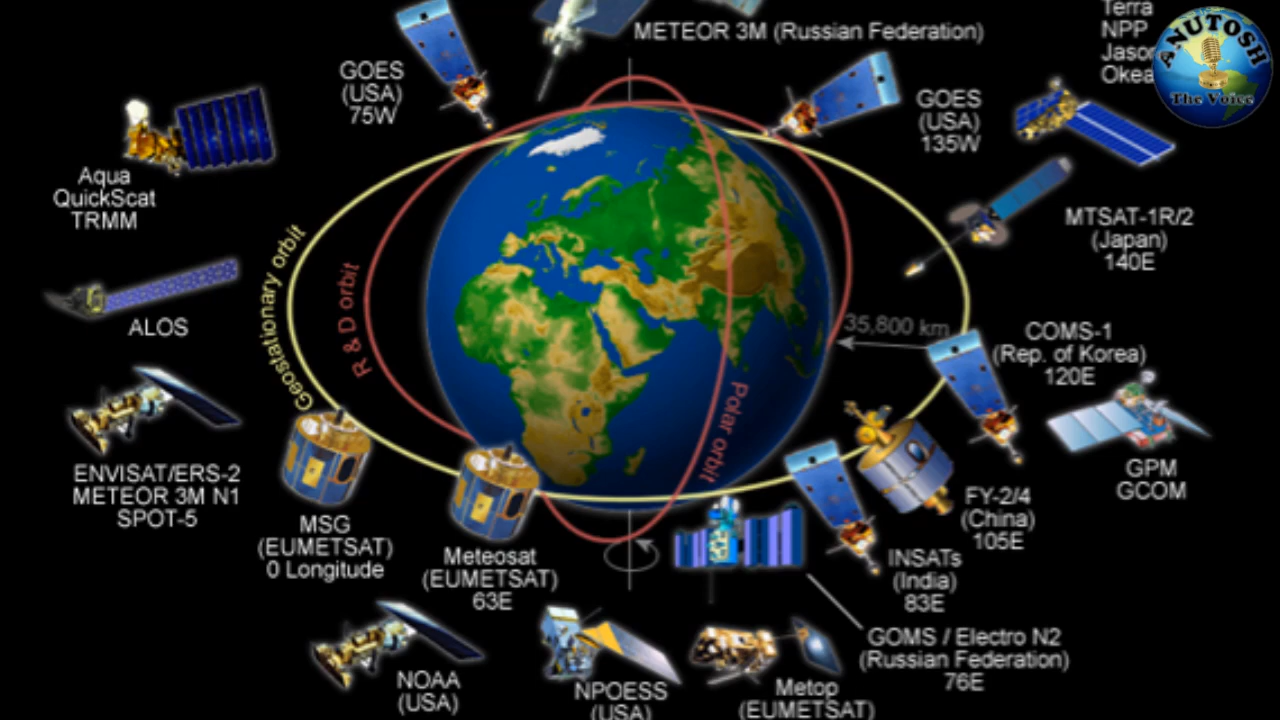 METEOR 3M (Russian Federation)
Terra
NPP
Jason
Okea
ANUTOSH
The Voice
GOES
(USA)
75W
GOES
(USA)
135W
Aqua
QuickScat
TRMM
MTSAT-1R/2
(Japan)
140E
Geostationary orbit
R & D orbit
Polar orbit
35,800 km
ALOS
COMS-1
(Rep. of Korea)
120E
ENVISAT/ERS-2
METEOR 3M N1
SPOT-5
GPM
GCOM
MSG
(EUMETSAT)
0 Longitude
Meteosat
(EUMETSAT)
63E
FY-2/4
(China)
105E
INSATs
(India)
83E
GOMS / Electro N2
(Russian Federation)
76E
NOAA
(USA)
NPOESS
(USA)
Metop
(EUMETSAT)